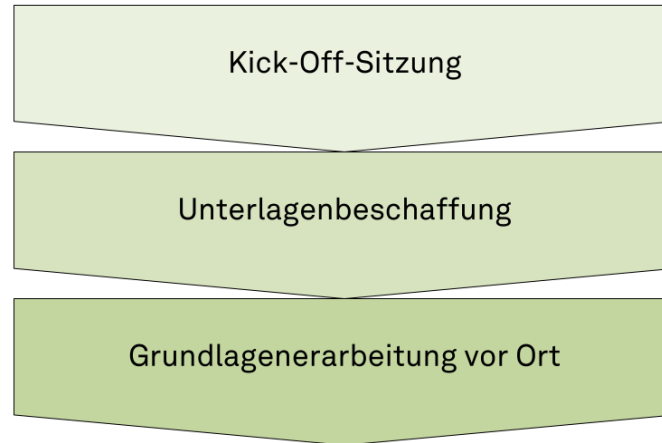 Kick-Off-Sitzung
Unterlagenbeschaffung
Grundlagenerarbeitung vor Ort